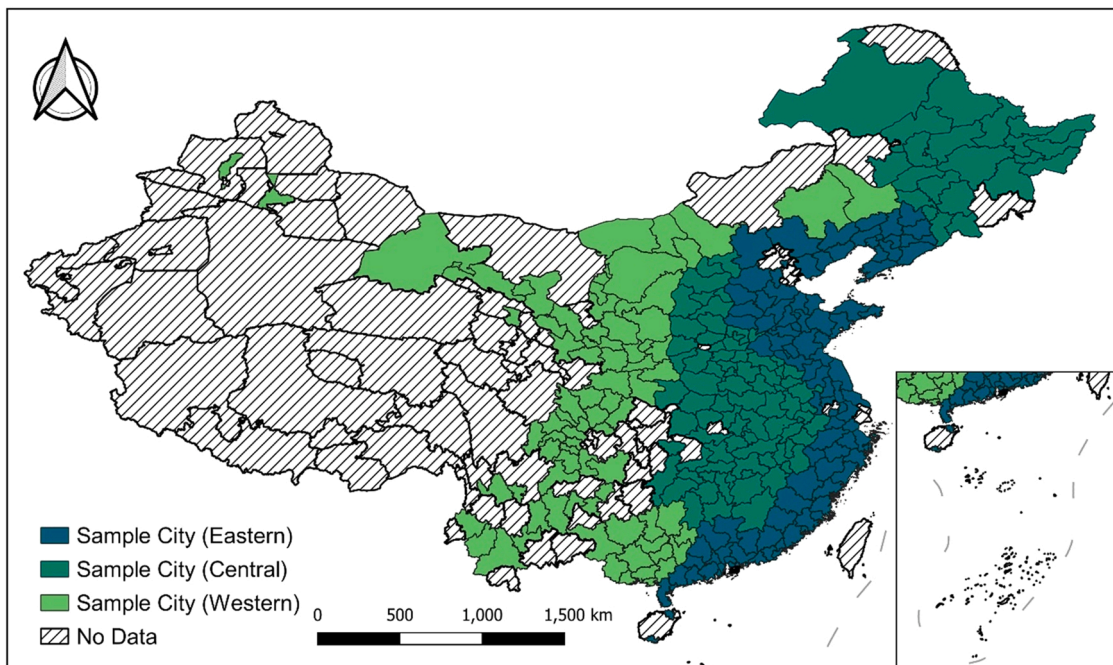 Sample City (Eastern)
Sample City (Central)
Sample City (Western)
No Data
0 500 1,000 1,500 km